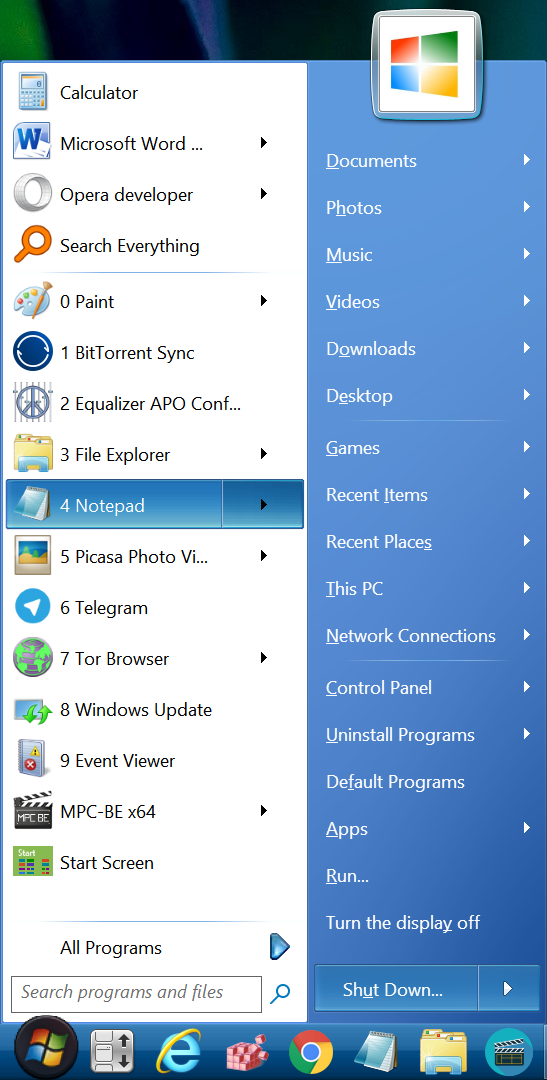 Calculator
Microsoft Word ...
Opera developer
Search Everything
0 Paint
1 BitTorrent Sync
2 Equalizer APO Conf...
3 File Explorer
4 Notepad
5 Picasa Photo Vi...
6 Telegram
7 Tor Browser
8 Windows Update
9 Event Viewer
MPC BE
MPC-BE x64
Start
Start Screen
All Programs
Search programs and files
Documents
Photos
Music
Videos
Downloads
Desktop
Games
Recent Items
Recent Places
This PC
Network Connections
Control Panel
Uninstall Programs
Default Programs
Apps
Run...
Turn the display off
Shut Down...